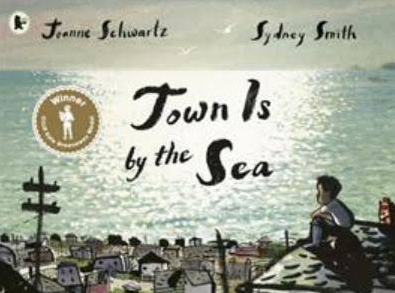 Joanne Schwartz Sydney Smith
Winner
Town Is
by the Sea